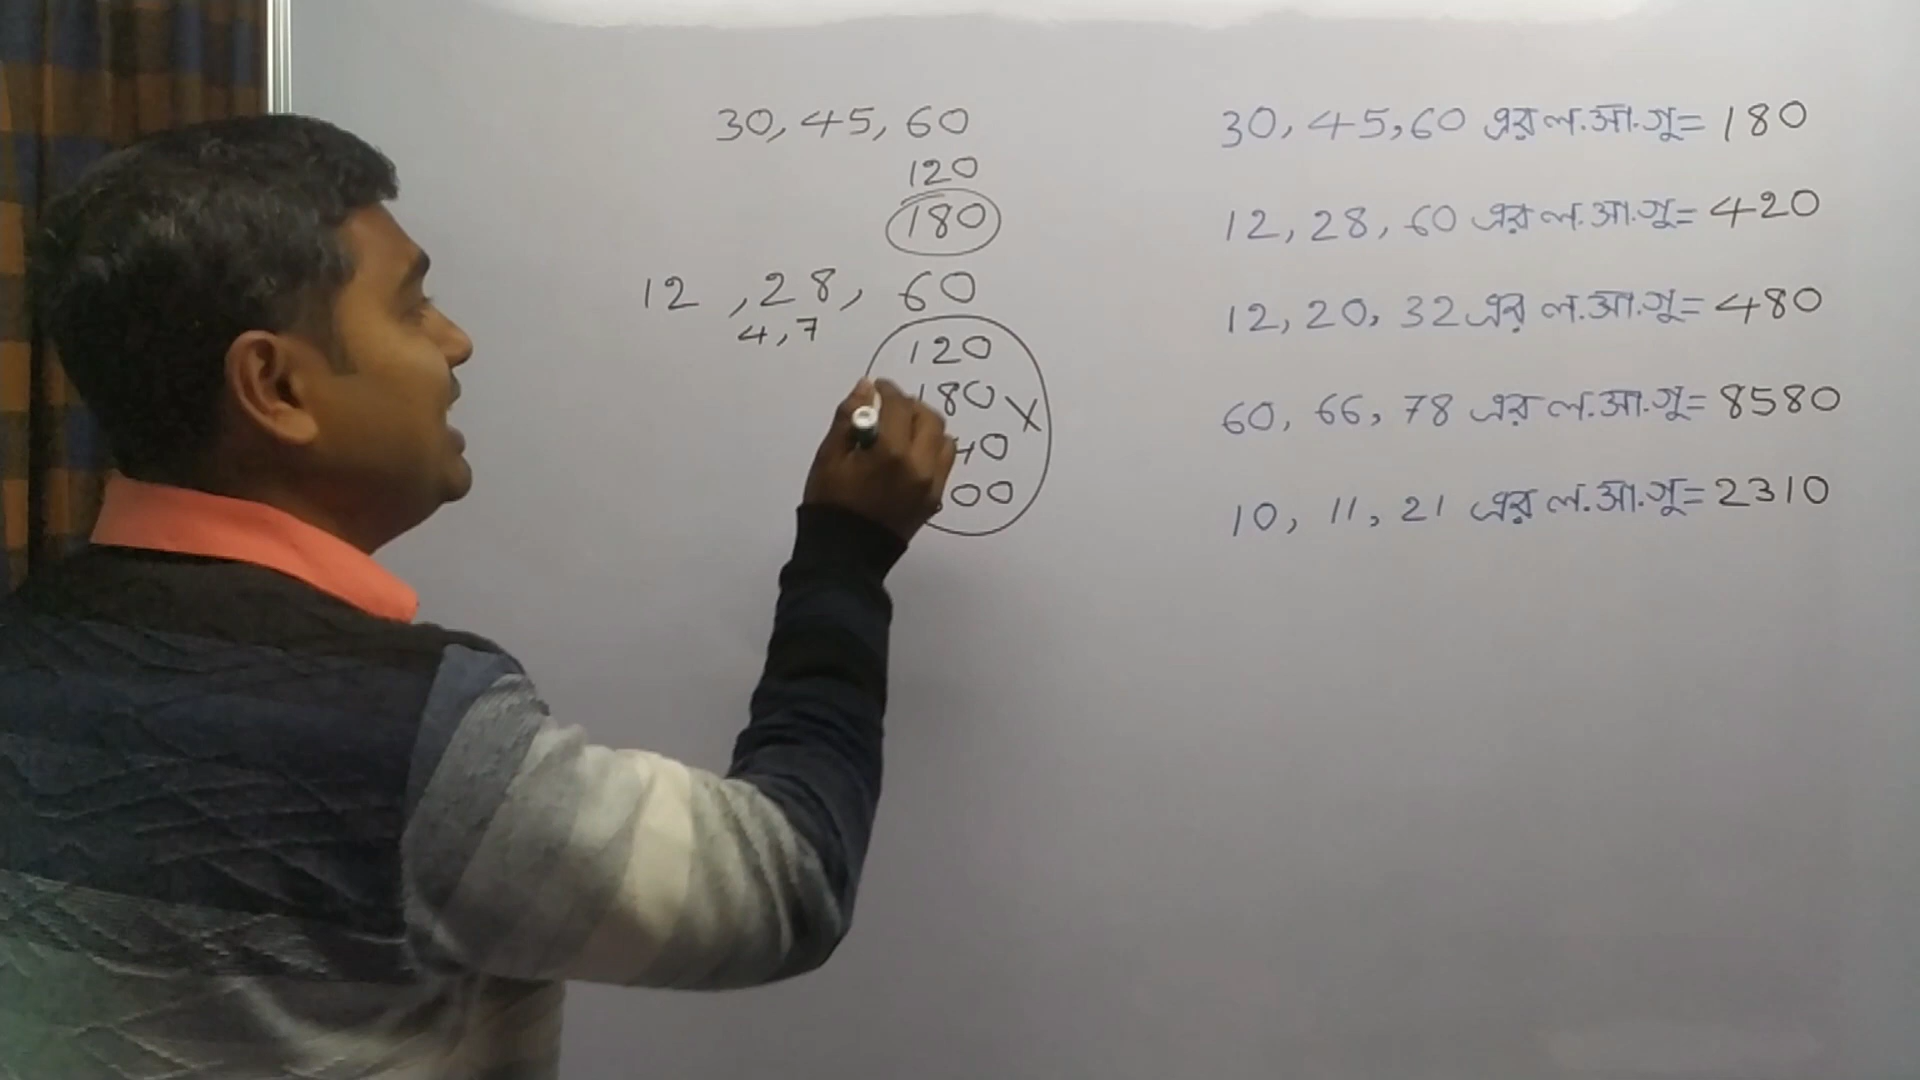 30, 45, 60
120
180
12, 28, 60
4, 7
120
180 X
40
00
30, 45, 60 এর ল.সা.গু = 180
12, 28, 60 এর ল.সা.গু = 420
12, 20, 32 এর ল.সা.গু = 480
60, 66, 78 এর ল.সা.গু = 8580
10, 11, 21 এর ল.সা.গু = 2310